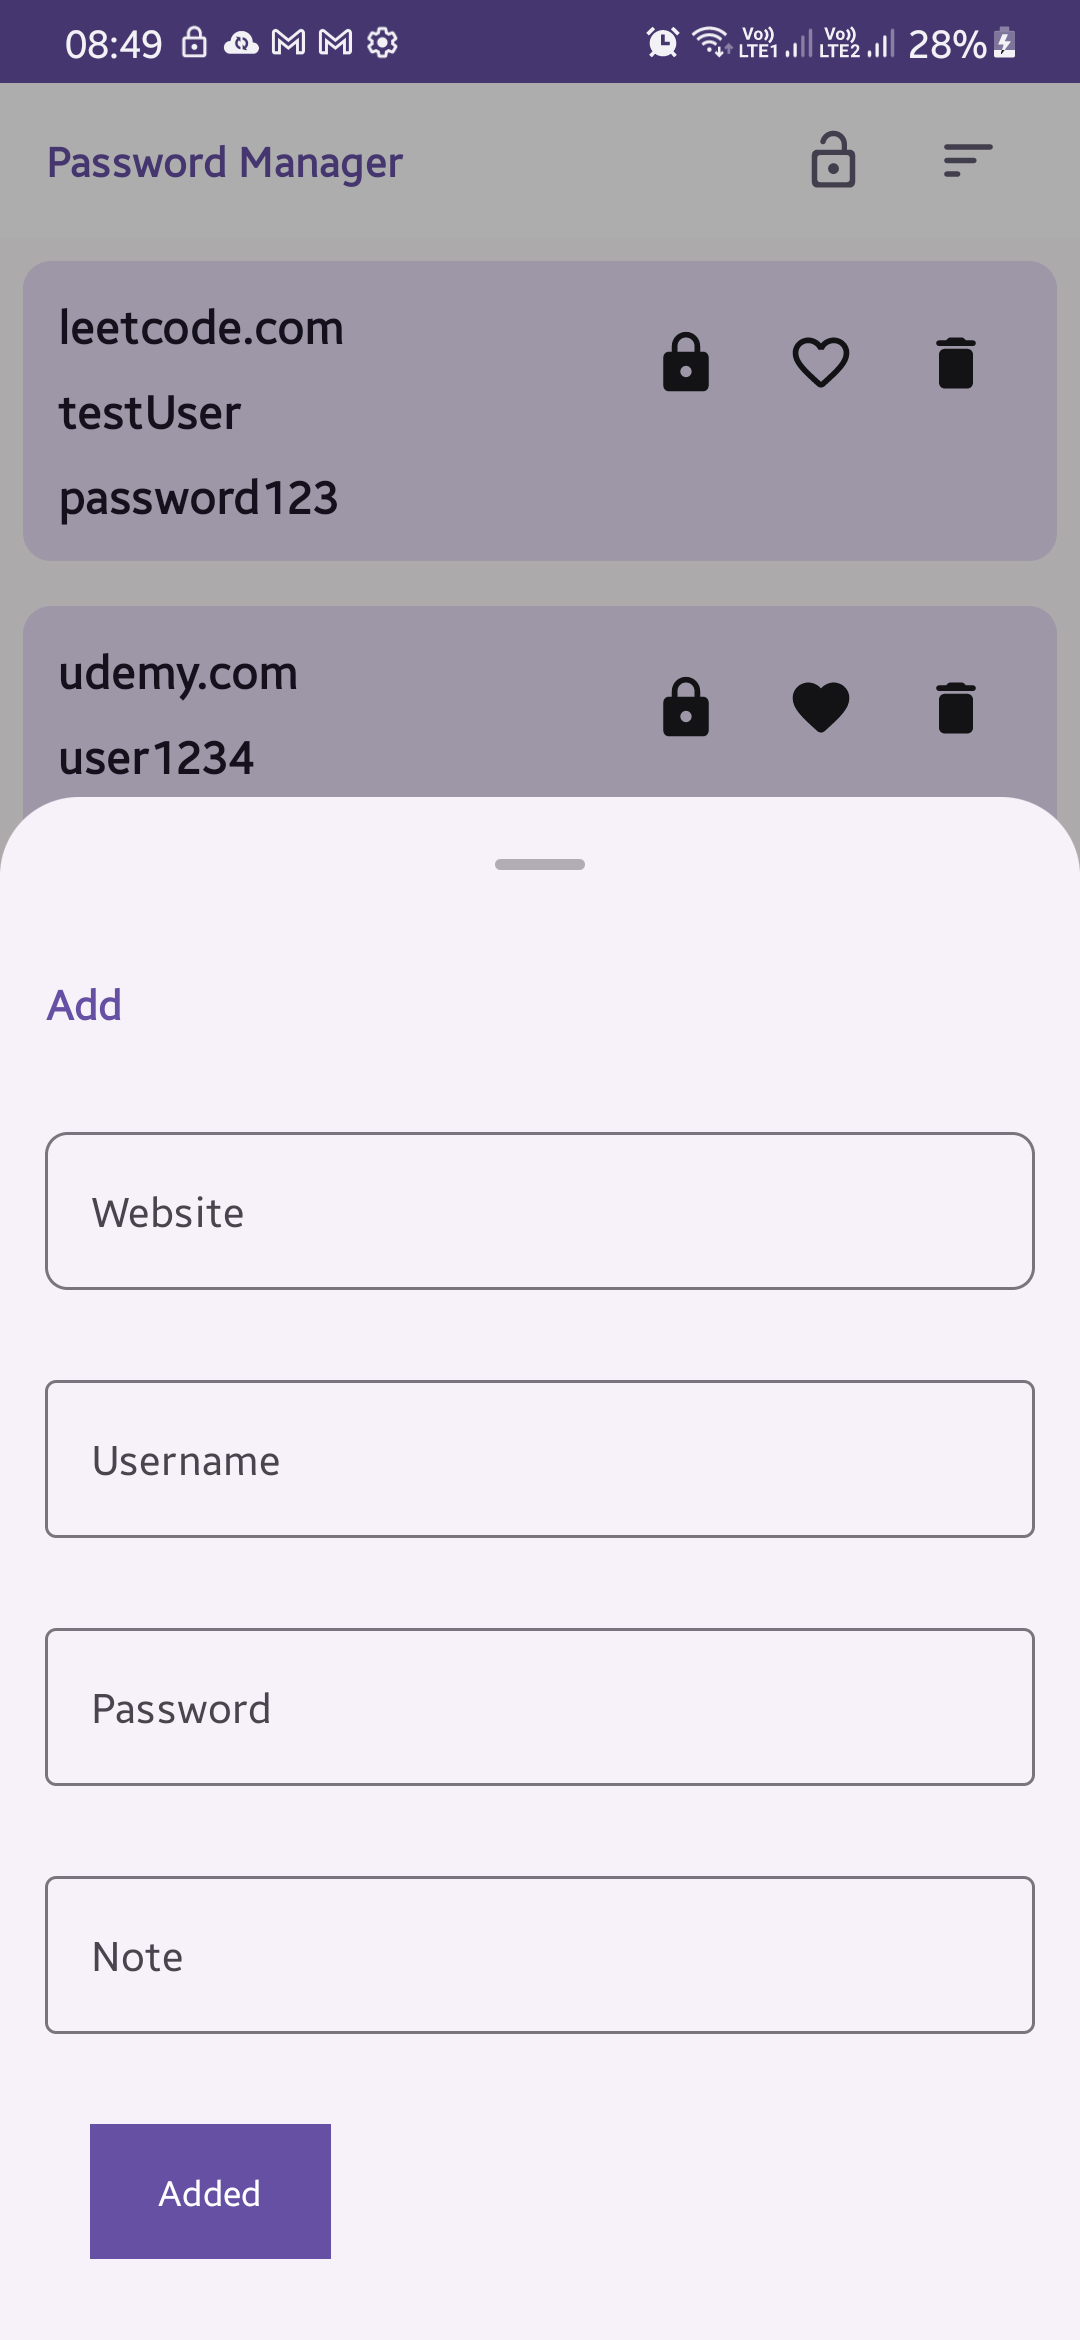 08:49
Vo)) LTE1 Vo)) LTE2 28%
Password Manager
leetcode.com
testUser
password123
udemy.com
user1234
Add
Website
Username
Password
Note
Added